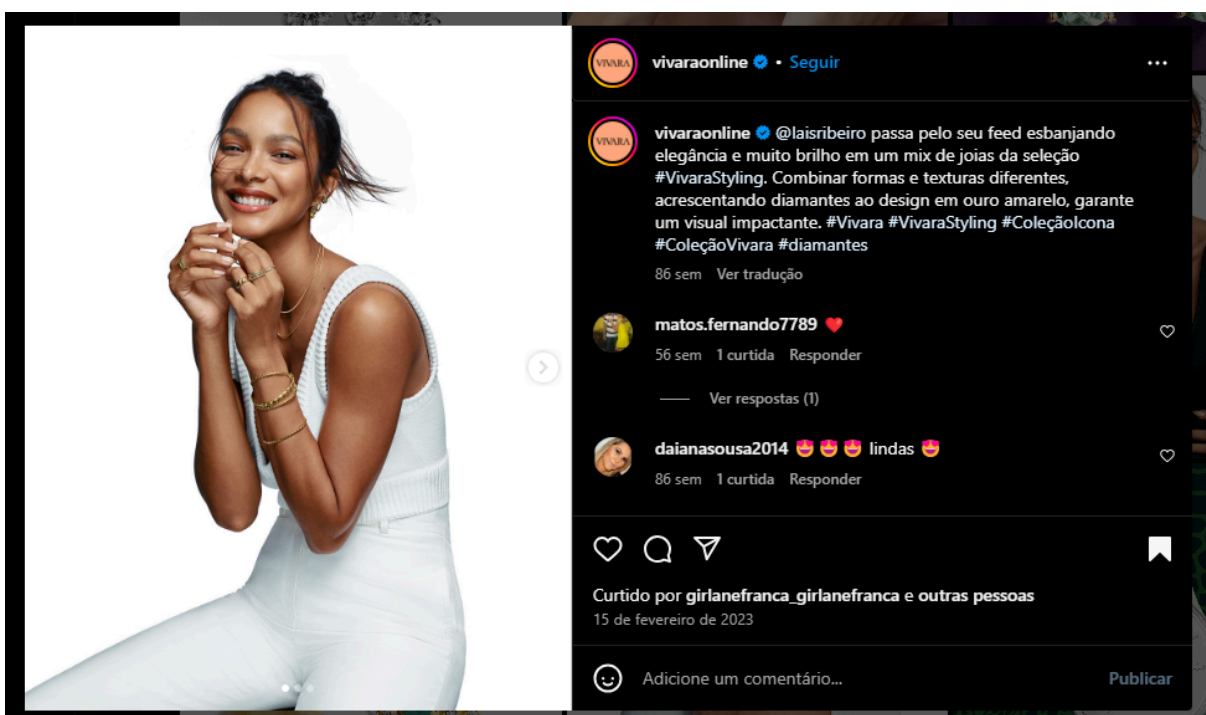 VIVARA
vivaraonline • Seguir
VIVARA
vivaraonline @laisribeiro passa pelo seu feed esbanjando
elegância e muito brilho em um mix de joias da seleção
#VivaraStyling. Combinar formas e texturas diferentes,
acrescentando diamantes ao design em ouro amarelo, garante
um visual impactante. #Vivara #VivaraStyling #ColeçãoIcona
#ColeçãoVivara #diamantes
86 sem Ver tradução
matos.fernando7789 ❤️
56 sem 1 curtida Responder
Ver respostas (1)
daianasousa2014 😍 😍 😍 lindas 😍
86 sem 1 curtida Responder
Curtido por girlanefranca_girlanefranca e outras pessoas
15 de fevereiro de 2023
Adicione um comentário... Publicar